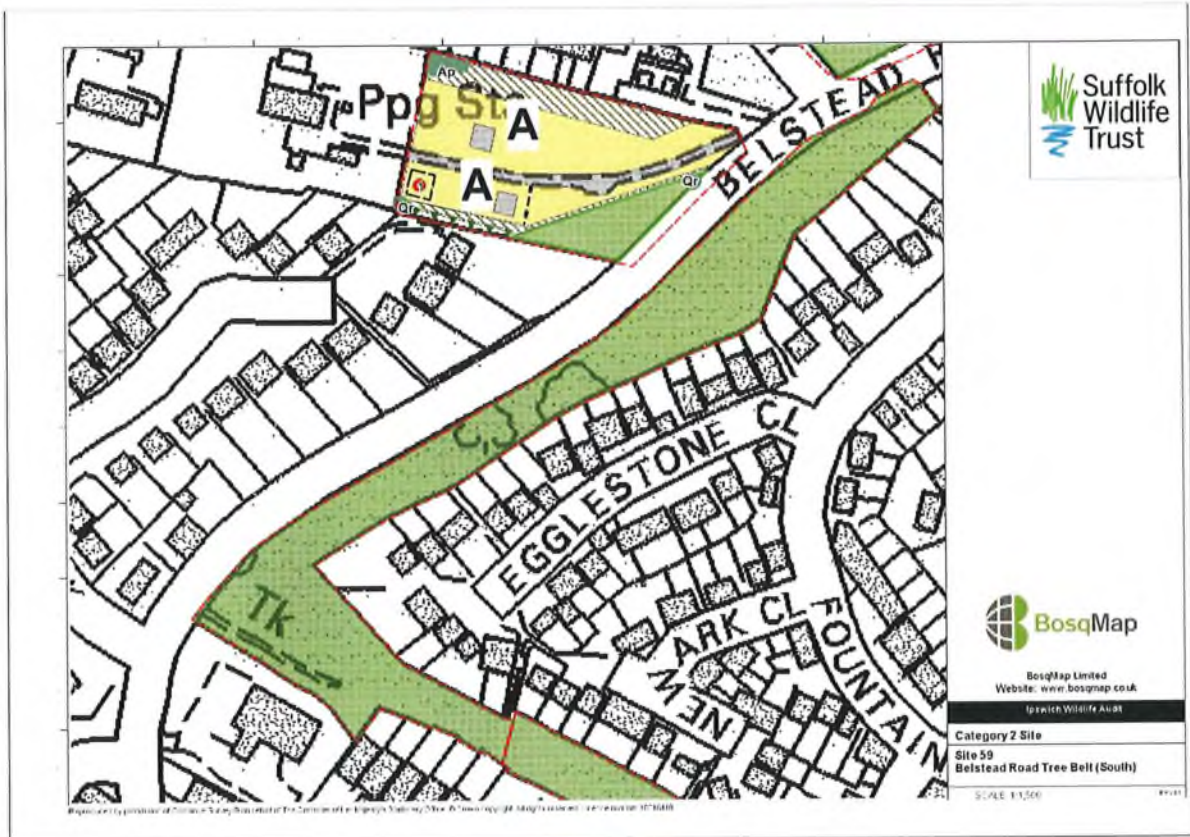 Ap
Ppg Sta
A
A
Qr
Qr
BELSTEAD
C,S
EGGLESTONE CL
Tk
NEW
ARK CL
FOUNTAIN
Suffolk
Wildlife
Trust
BosqMap
BosqMap Limited
Website: www.bosqmap.co.uk
Ipswich Wildlife Audit
Category 2 Site
Site 59
Belstead Road Tree Belt (South)
SCALE 1:1,500